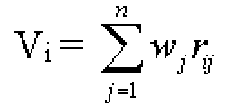 V_i = \sum_{j=1}^{n} w_j r_{ij}